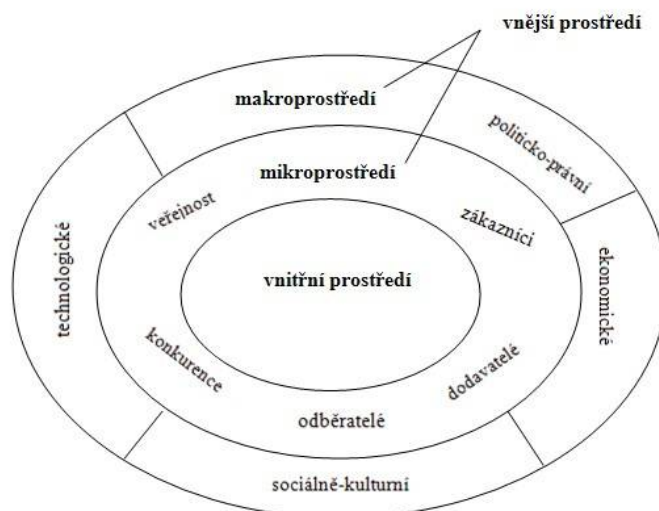 vnější prostředí
makroprostředí
politicko-právní
mikroprostředí
veřejnost
zákazníci
technologické
vnitřní prostředí
ekonomické
konkurence
dodavatelé
odběratelé
sociálně-kulturní